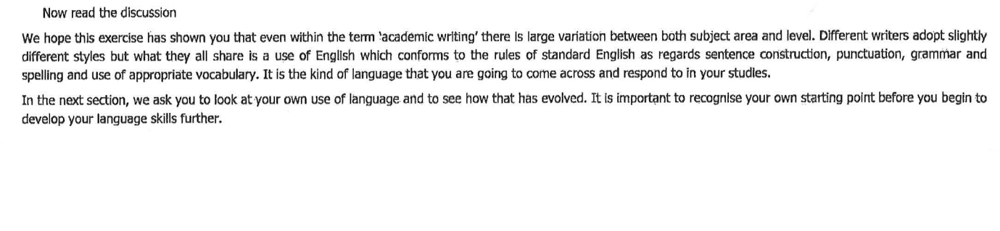 Now read the discussion
We hope this exercise has shown you that even within the term 'academic writing' there is large variation between both subject area and level. Different writers adopt slightly
different styles but what they all share is a use of English which conforms to the rules of standard English as regards sentence construction, punctuation, grammar and
spelling and use of appropriate vocabulary. It is the kind of language that you are going to come across and respond to in your studies.
In the next section, we ask you to look at your own use of language and to see how that has evolved. It is important to recognise your own starting point before you begin to
develop your language skills further.